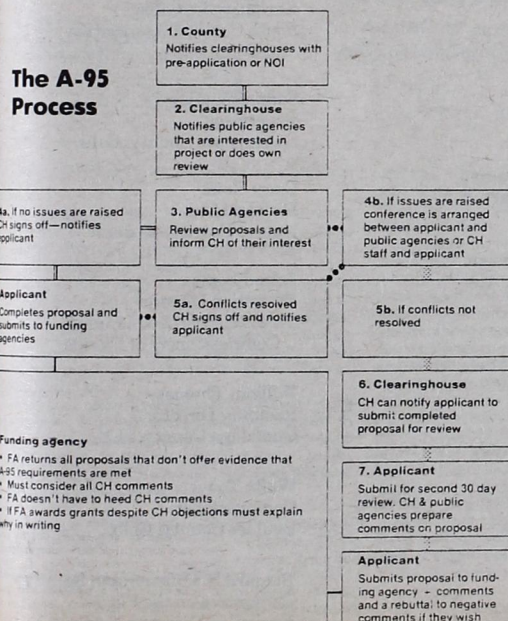 The A-95
Process
1. County
Notifies clearinghouses with
pre-application or NOI
2. Clearinghouse
Notifies public agencies
that are interested in
project or does own
review
4a. If no issues are raised
CH signs off—notifies
applicant
3. Public Agencies
Review proposals and
inform CH of their interest
4b. If issues are raised
conference is arranged
between applicant and
public agencies or CH
staff and applicant
Applicant
Completes proposal and
submits to funding
agencies
5a. Conflicts resolved
CH signs off and notifies
applicant
5b. If conflicts not
resolved
6. Clearinghouse
CH can notify applicant to
submit completed
proposal for review
Funding agency
* FA returns all proposals that don't offer evidence that
A-95 requirements are met
* Must consider all CH comments
* FA doesn't have to heed CH comments
* If FA awards grants despite CH objections must explain
why in writing
7. Applicant
Submit for second 30 day
review. CH & public
agencies prepare
comments on proposal
Applicant
Submits proposal to fund-
ing agency - comments
and a rebuttal to negative
comments if they wish